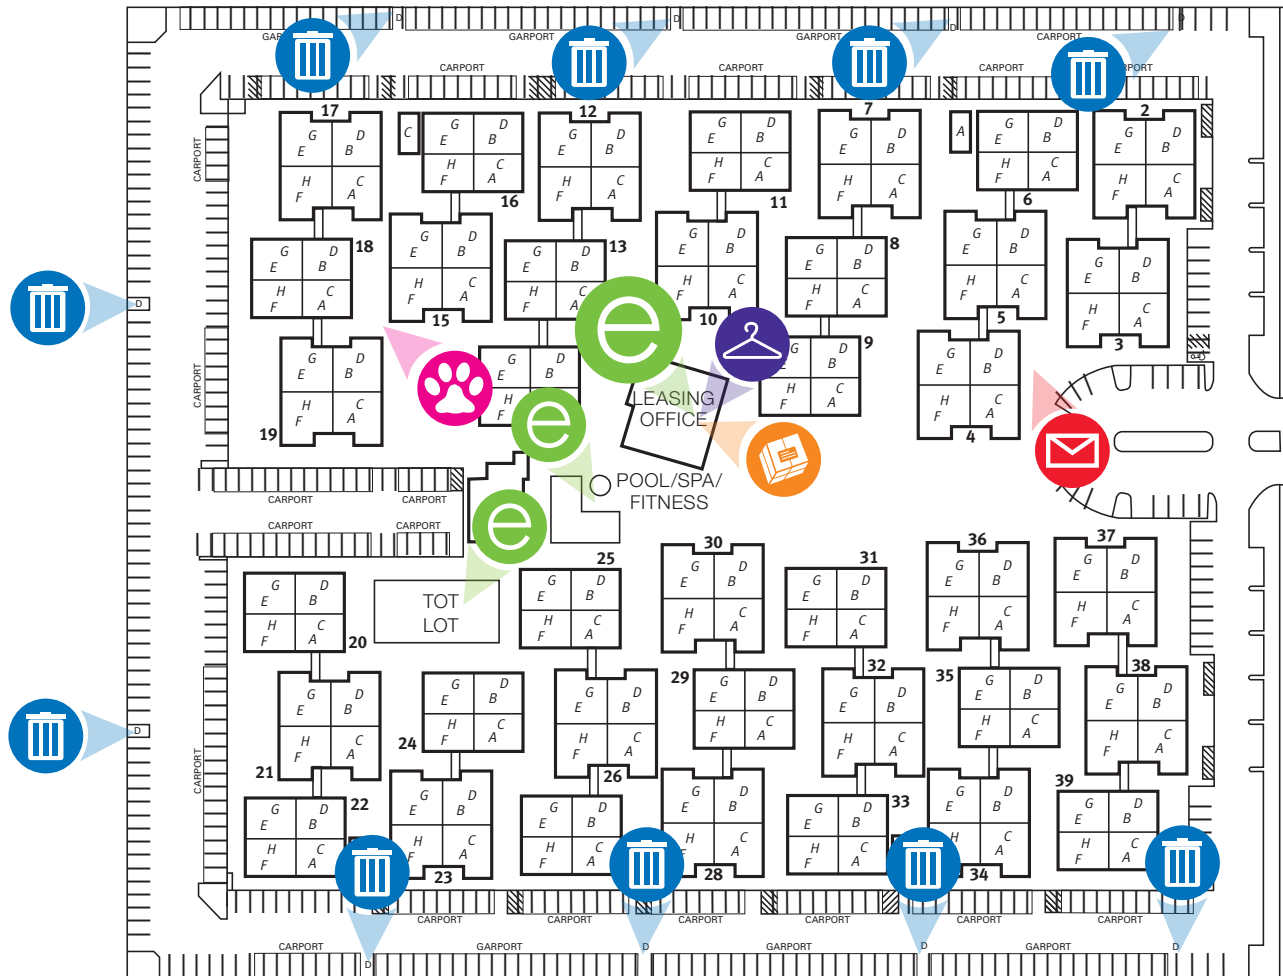 D D D D
GARPORT GARPORT CARPORT
CARPORT CARPORT CARPORT
17 12 7 2
G D E B H C F A
C
G D E B H C F A
16
G D E B H C F A
G D E B H C F A
11
G D E B H C F A
A
G D E B H C F A
6
G D E B H C F A
CARPORT
18
G D E B H C F A
G D E B H C F A
15
13
G D E B H C F A
G D E B H C F A
10
8
G D E B H C F A
G D E B H C F A
5
G D E B H C F A
3
D
D
CARPORT
19
G D E B H C F A
G D E B H
e
9
G D E B H C F A
G D E B H C F A
4
LEASING
OFFICE
e
POOL/SPA/
FITNESS
e
CARPORT CARPORT
CARPORT CARPORT
20
G D E B H C F A
TOT
LOT
25
G D E B H C F A
30
G D E B H C F A
31
G D E B H C F A
36
G D E B H C F A
37
G D E B H C F A
D
CARPORT
21
G D E B H C F A
24
G D E B H C F A
26
G D E B H C F A
29
G D E B H C F A
32
G D E B H C F A
35
G D E B H C F A
38
G D E B H C F A
22
G D E B H C F A
23
G D E B H C F A
G D E B H C F A
28
G D E B H C F A
33
G D E B H C F A
34
G D E B H C F A
39
G D E B H C F A
CARPORT CARPORT CARPORT CARPORT CARPORT
CARPORT GARPORT GARPORT GARPORT
D D D D